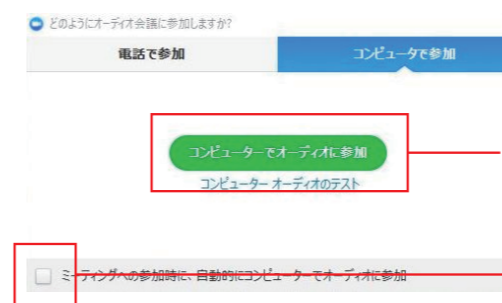 どのようにオーディオ会議に参加しますか?
電話で参加
コンピュータで参加
コンピューターでオーディオに参加
コンピューター オーディオのテスト
ミーティングへの参加時に、自動的にコンピューターでオーディオに参加